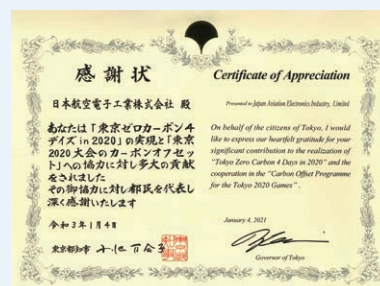 感謝状
日本航空電子工業株式会社 殿
あなたは「東京ゼロカーボン4
デイズin2020」の実現と「東京
2020大会のカーボンオフセッ
ト」への協力に対し多大の貢献
をされました
その御協力に対し都民を代表し
深く感謝いたします
令和3年1月4日
東京都知事 小池百合子
Certificate of Appreciation
Presented to Japan Aviation Electronics Industry, Limited
On behalf of the citizens of Tokyo, I would
like to express our heartfelt gratitude for your
significant contribution to the realization of
"Tokyo Zero Carbon 4 Days in 2020" and the
cooperation in the "Carbon Offset Programme
for the Tokyo 2020 Games".
January 4, 2021
Governor of Tokyo